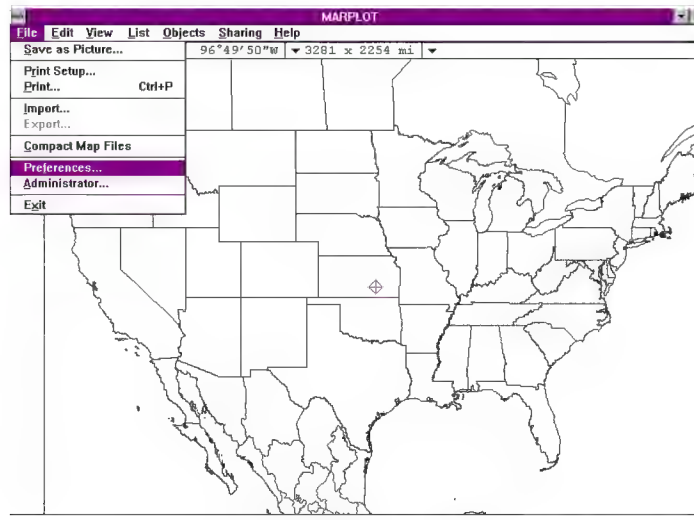 MARPLOT
File Edit View List Objects Sharing Help
Save as Picture... 96°49'50"W 3281 x 2254 mi
Print Setup...
Print... Ctrl+P
Import...
Export...
Compact Map Files
Preferences...
Administrator...
Exit